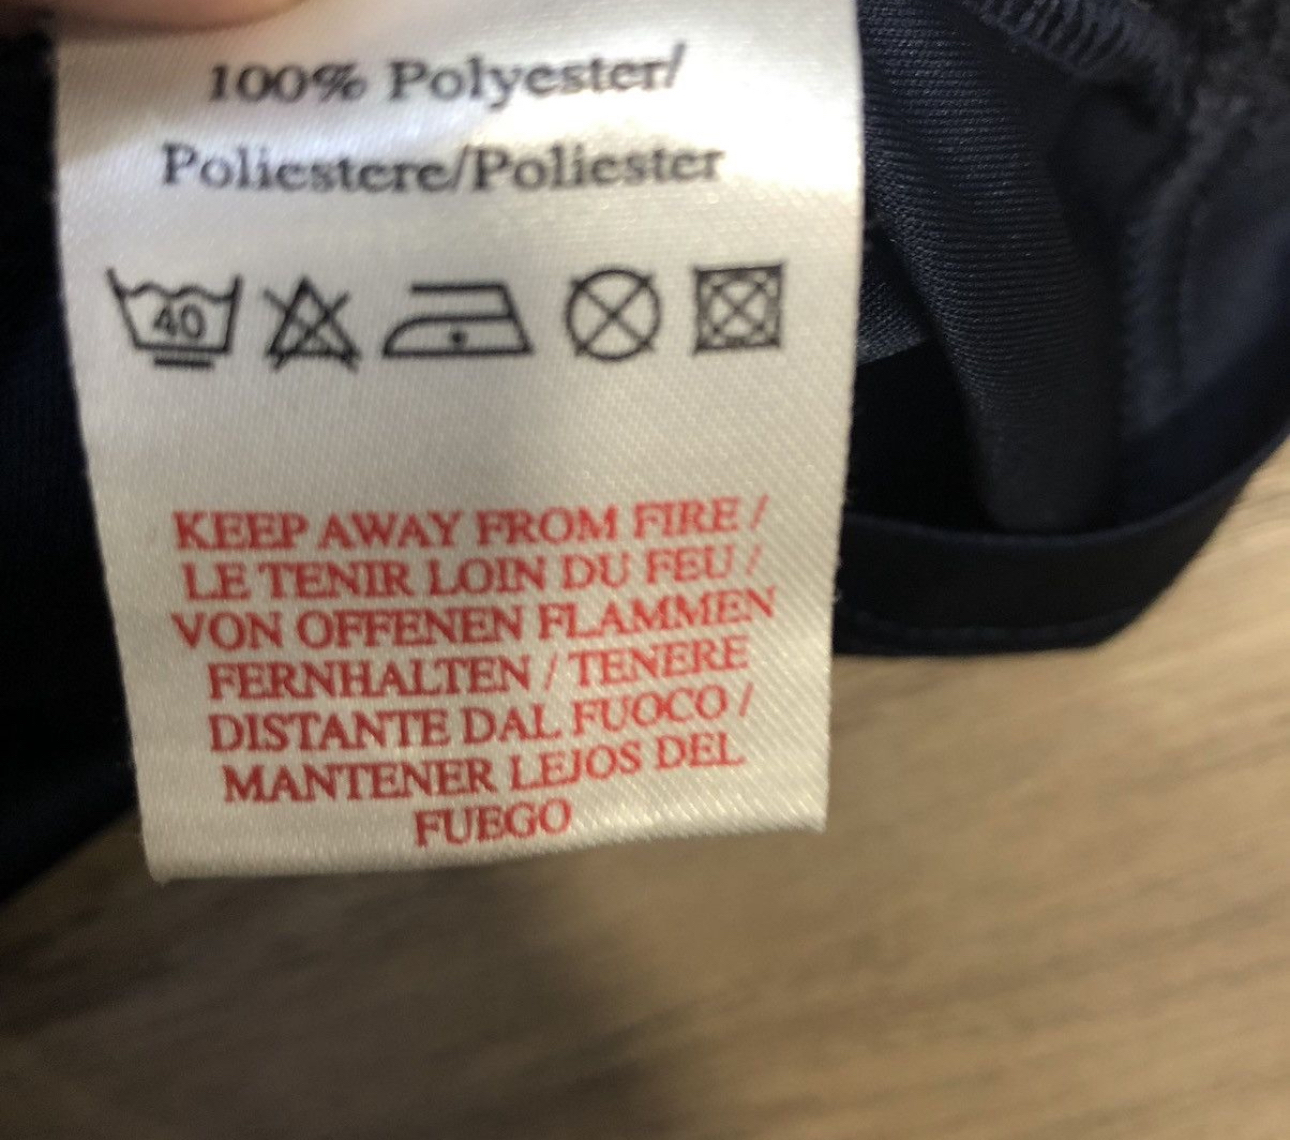 100% Polyester/
Poliestere/Poliester
40
KEEP AWAY FROM FIRE /
LE TENIR LOIN DU FEU /
VON OFFENEN FLAMMEN
FERNHALTEN / TENERE
DISTANTE DAL FUOCO /
MANTENER LEJOS DEL
FUEGO